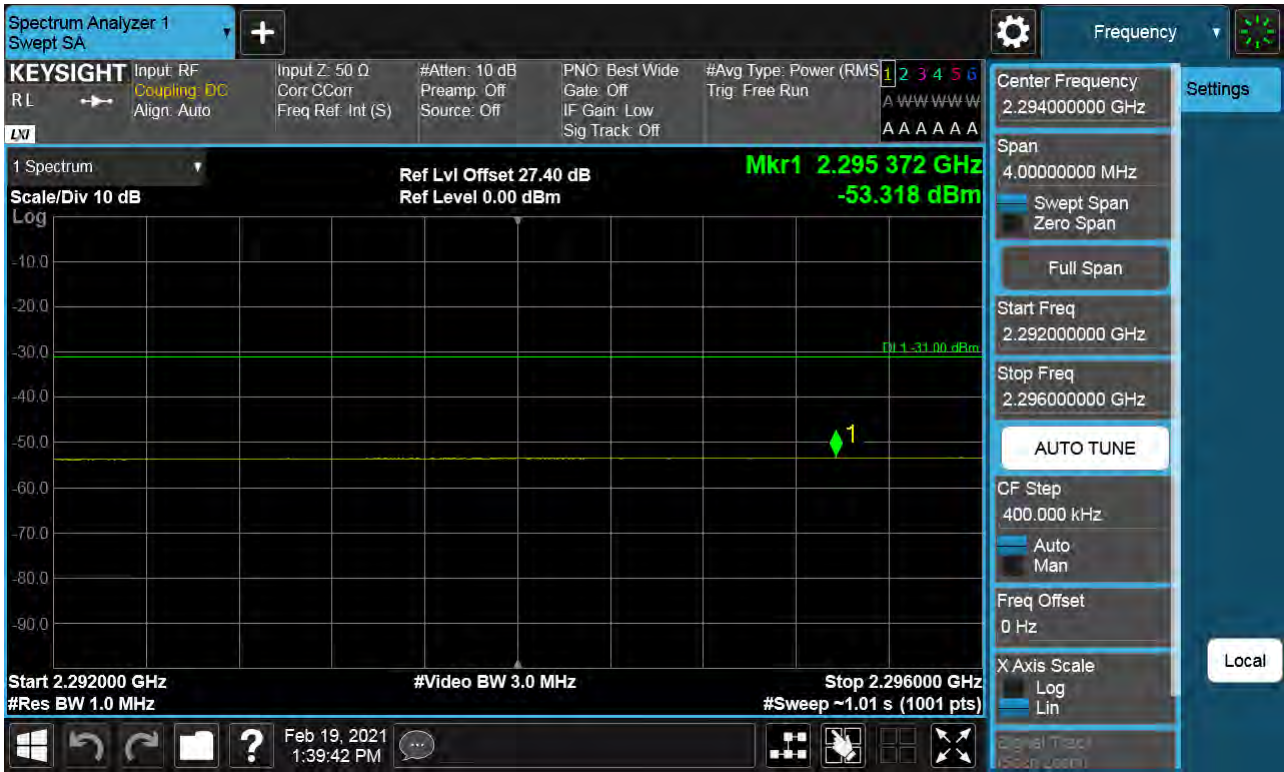 Spectrum Analyzer 1
Swept SA
+
Frequency
KEYSIGHT
RL
LXI
Input: RF
Coupling: DC
Align: Auto
Input Z: 50 Ω
Corr CCorr
Freq Ref: Int (S)
#Atten: 10 dB
Preamp: Off
Source: Off
PNO: Best Wide
Gate: Off
IF Gain: Low
Sig Track: Off
#Avg Type: Power (RMS
Trig: Free Run
1 2 3 4 5 6
A W W W W W
A A A A A A
1 Spectrum
Scale/Div 10 dB
Log
Ref Lvl Offset 27.40 dB
Ref Level 0.00 dBm
Mkr1 2.295 372 GHz
-53.318 dBm
-10.0
-20.0
-30.0
DL1 -31.00 dBm
-40.0
-50.0
1
-60.0
-70.0
-80.0
-90.0
Start 2.292000 GHz
#Res BW 1.0 MHz
#Video BW 3.0 MHz
Stop 2.296000 GHz
#Sweep ~1.01 s (1001 pts)
Center Frequency
2.294000000 GHz
Settings
Span
4.00000000 MHz
Swept Span
Zero Span
Full Span
Start Freq
2.292000000 GHz
Stop Freq
2.296000000 GHz
AUTO TUNE
CF Step
400.000 kHz
Auto
Man
Freq Offset
0 Hz
X Axis Scale
Log
Lin
Local
Signal Track
(Span Zoom)
?
Feb 19, 2021
1:39:42 PM